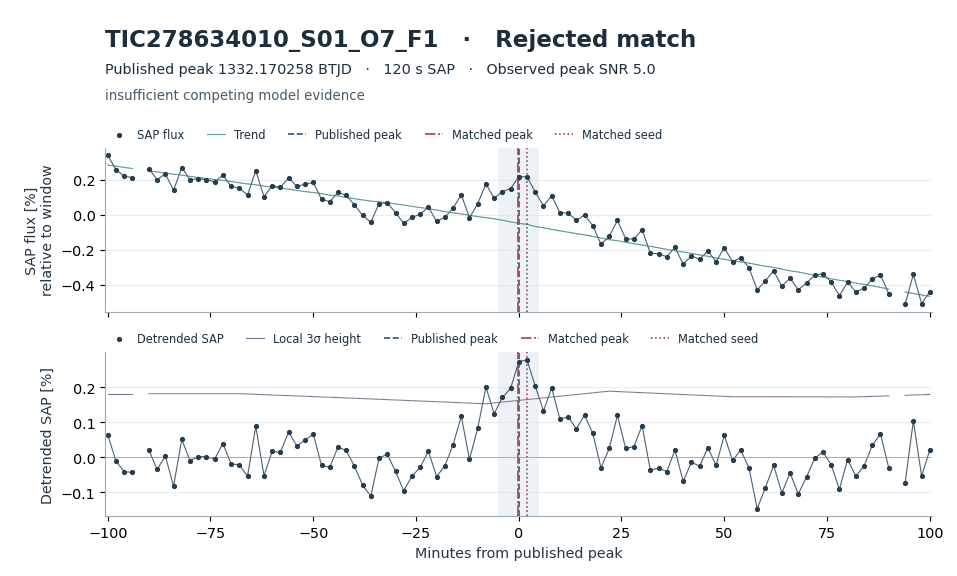 TIC278634010_S01_O7_F1 · Rejected match
Published peak 1332.170258 BTJD · 120 s SAP · Observed peak SNR 5.0
insufficient competing model evidence
SAP flux Trend Published peak Matched peak Matched seed
SAP flux [%]
relative to window
0.2
0.0
−0.2
−0.4
Detrended SAP Local 3σ height Published peak Matched peak Matched seed
Detrended SAP [%]
0.2
0.1
0.0
−0.1
−100 −75 −50 −25 0 25 50 75 100
Minutes from published peak